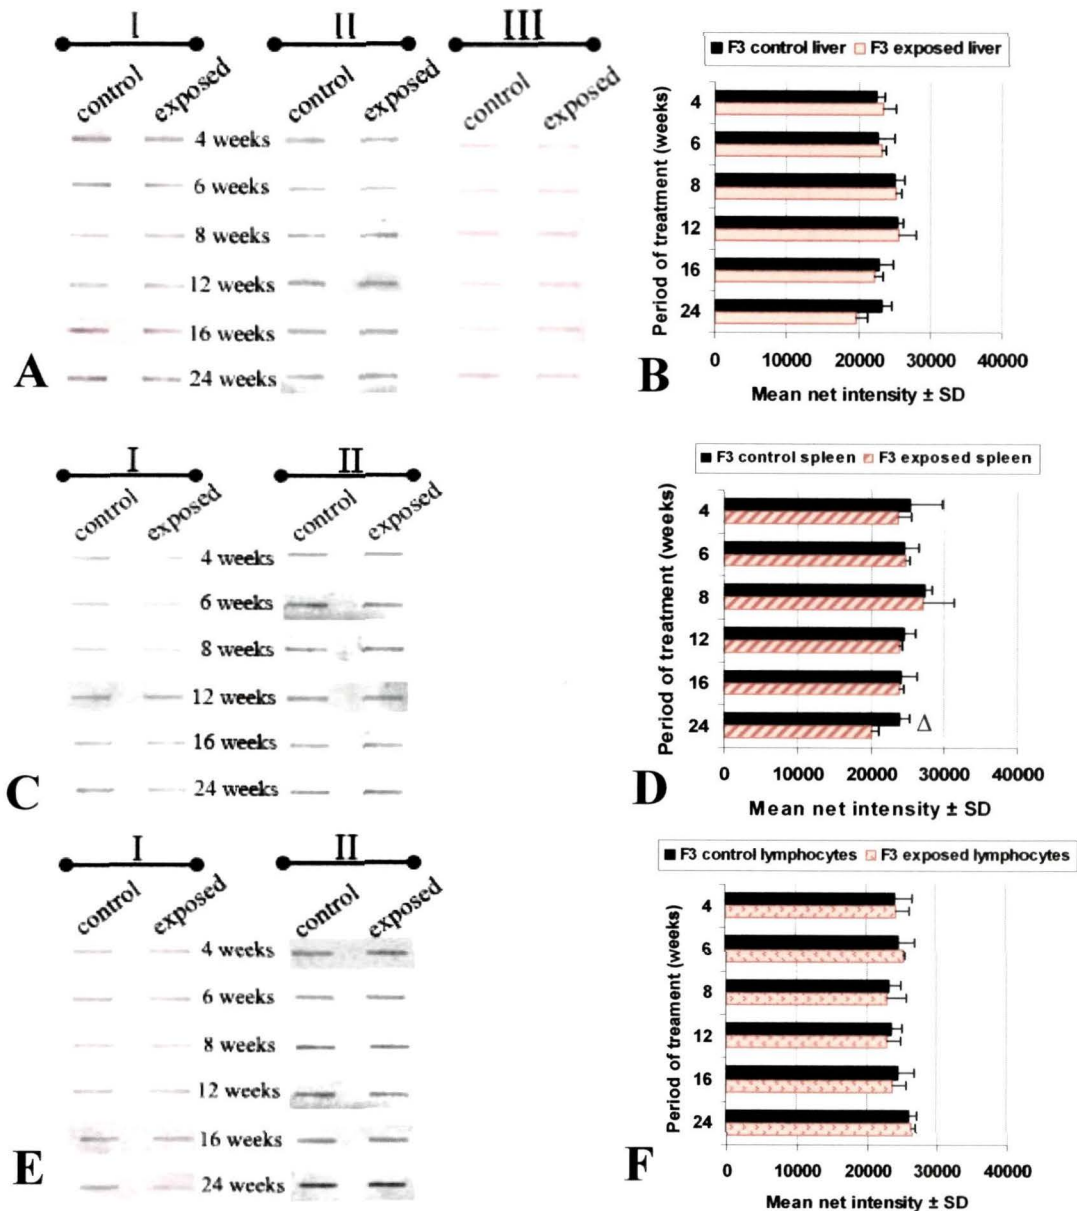 I II III
control exposed control exposed control exposed
4 weeks
6 weeks
8 weeks
12 weeks
16 weeks
24 weeks
A
F3 control liver F3 exposed liver
Period of treatment (weeks)
4
6
8
12
16
24
0 10000 20000 30000 40000
Mean net intensity ± SD
B
I II
control exposed control exposed
4 weeks
6 weeks
8 weeks
12 weeks
16 weeks
24 weeks
C
F3 control spleen F3 exposed spleen
Period of treatment (weeks)
4
6
8
12
16
24 Δ
0 10000 20000 30000 40000
Mean net intensity ± SD
D
I II
control exposed control exposed
4 weeks
6 weeks
8 weeks
12 weeks
16 weeks
24 weeks
E
F3 control lymphocytes F3 exposed lymphocytes
Period of treament (weeks)
4
6
8
12
16
24
0 10000 20000 30000 40000
Mean net intensity ± SD
F